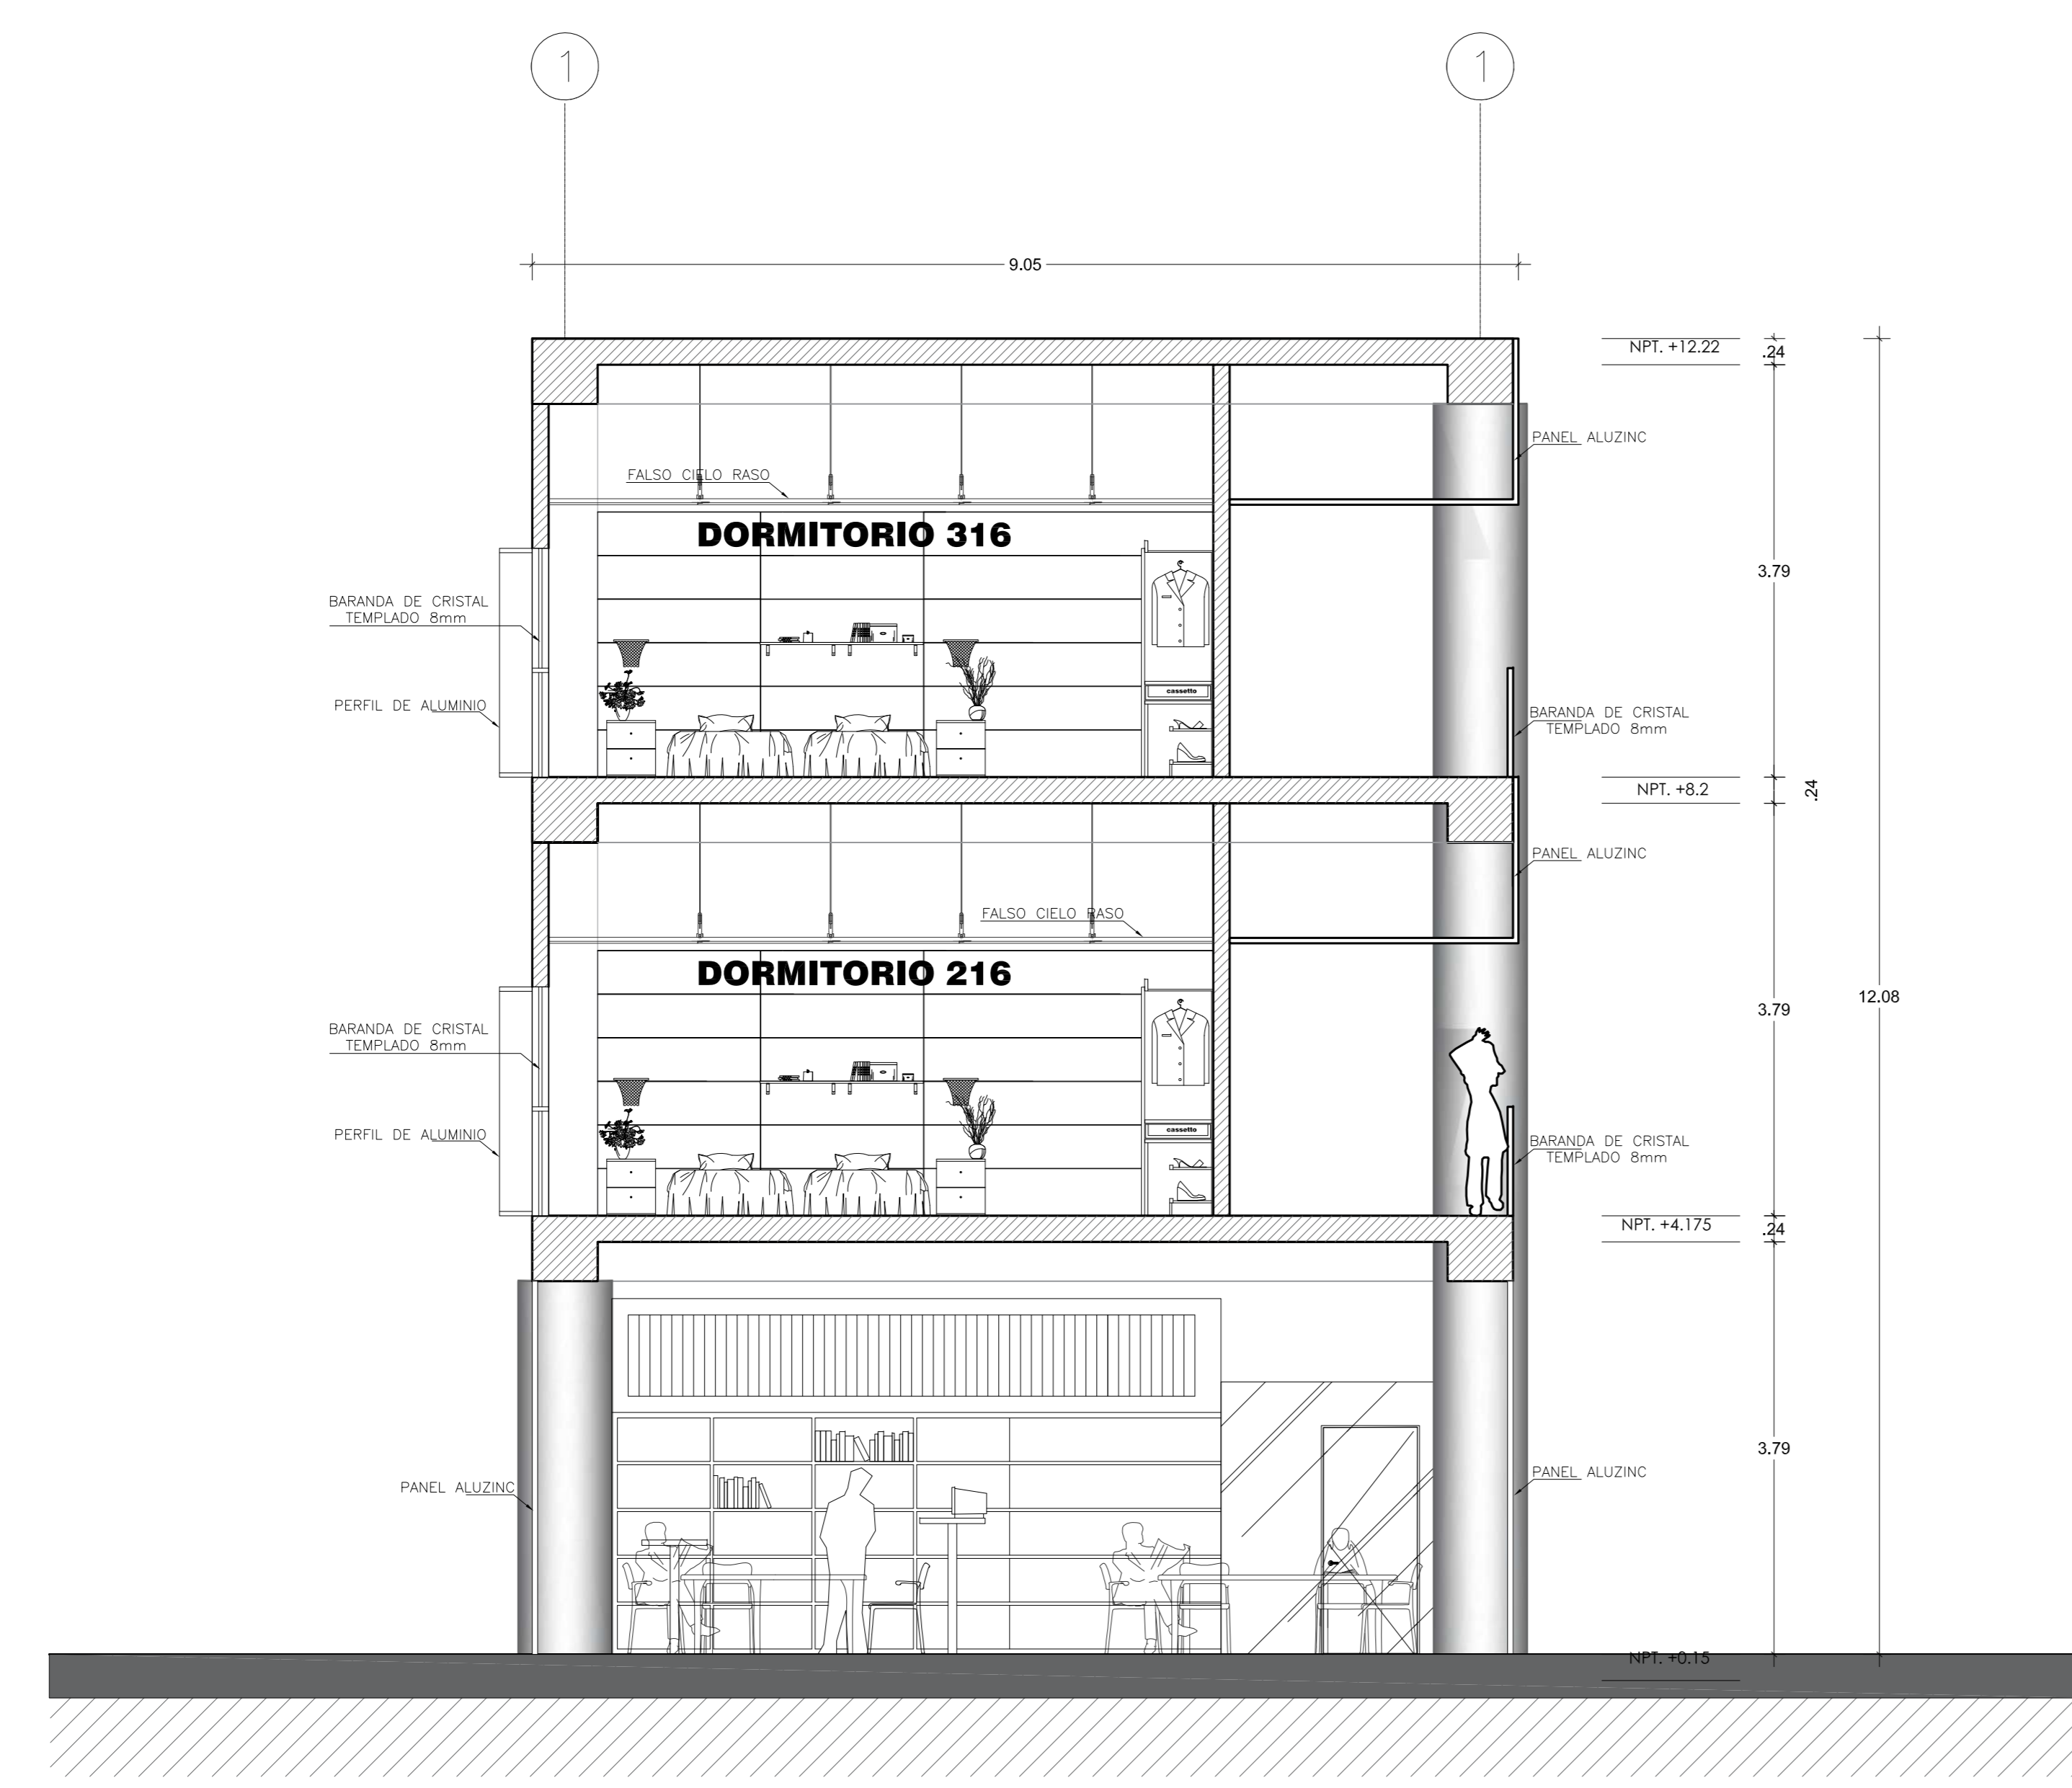 1
1
9.05
NPT. +12.22
.24
PANEL ALUZINC
FALSO CIELO RASO
DORMITORIO 316
3.79
BARANDA DE CRISTAL
TEMPLADO 8mm
cassetto
PERFIL DE ALUMINIO
BARANDA DE CRISTAL
TEMPLADO 8mm
NPT. +8.2
.24
PANEL ALUZINC
FALSO CIELO RASO
DORMITORIO 216
12.08
3.79
BARANDA DE CRISTAL
TEMPLADO 8mm
cassetto
PERFIL DE ALUMINIO
BARANDA DE CRISTAL
TEMPLADO 8mm
NPT. +4.175
.24
3.79
PANEL ALUZINC
PANEL ALUZINC
NPT. +0.15